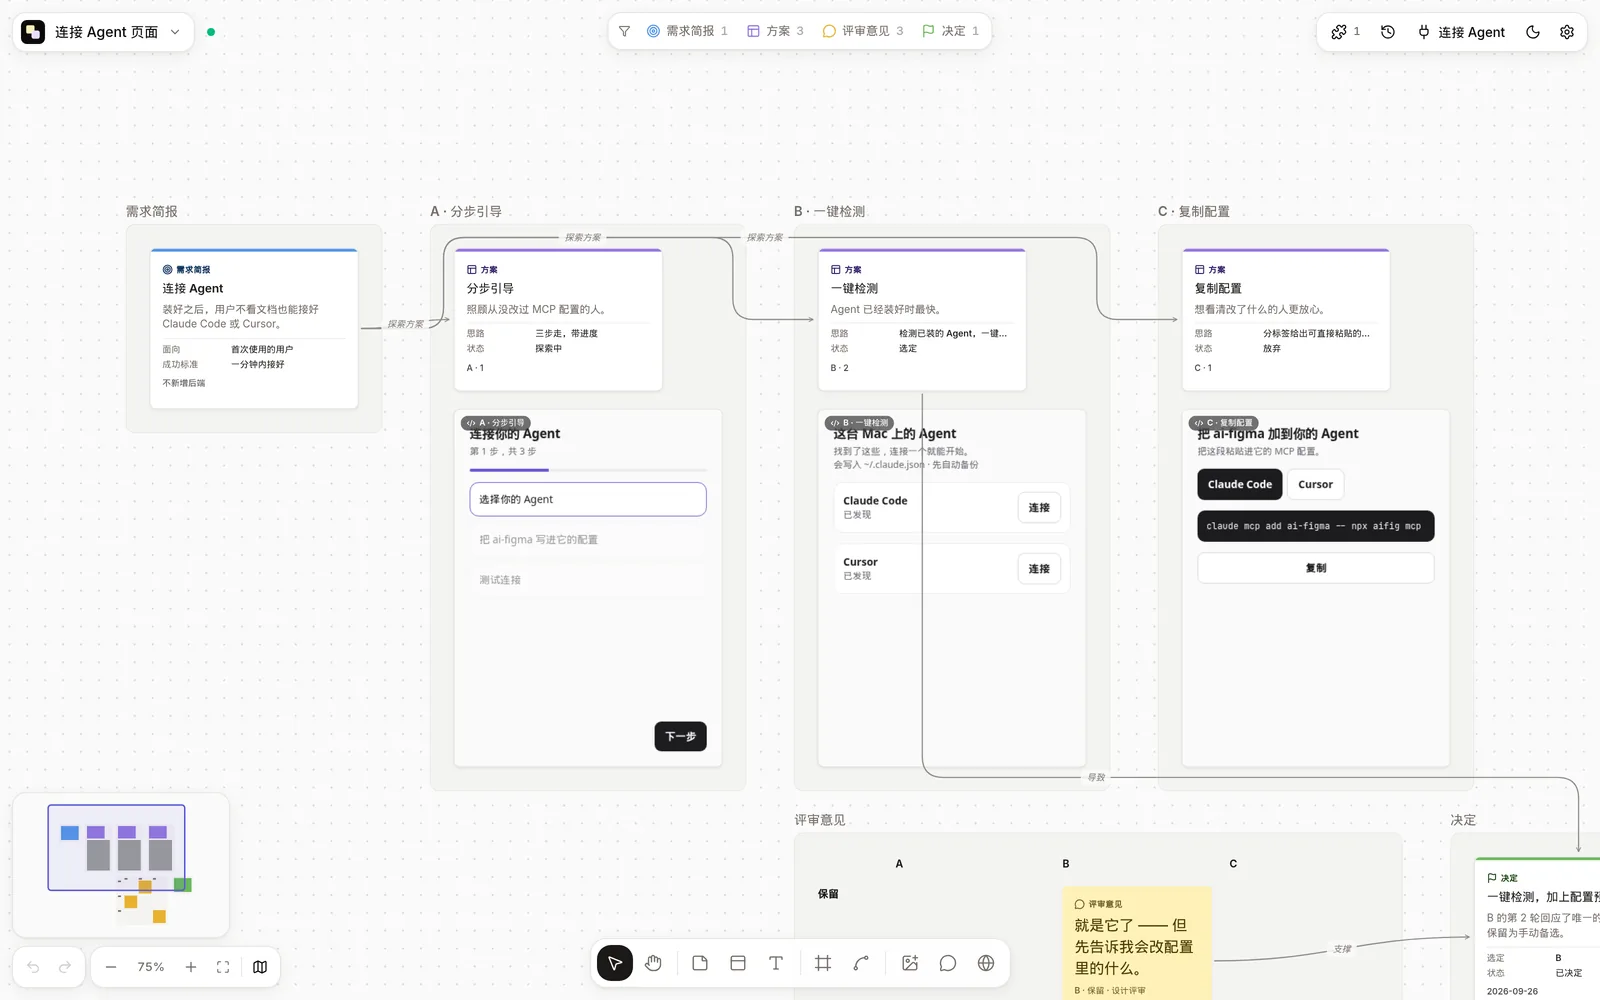 连接 Agent 页面
需求简报 1
方案 3
评审意见 3
决定 1
1
连接 Agent
需求简报
A · 分步引导
B · 一键检测
C · 复制配置
探索方案
探索方案
探索方案
需求简报
连接 Agent
装好之后，用户不看文档也能接好
Claude Code 或 Cursor。
面向 首次使用的用户
成功标准 一分钟内接好
不新增后端
方案
分步引导
照顾从没改过 MCP 配置的人。
思路 三步走，带进度
状态 探索中
A · 1
方案
一键检测
Agent 已经装好时最快。
思路 检测已装的 Agent，一键...
状态 选定
B · 2
方案
复制配置
想看清改了什么的人更放心。
思路 分标签给出可直接粘贴的...
状态 放弃
C · 1
A · 分步引导
连接你的 Agent
第 1 步，共 3 步
选择你的 Agent
把 ai-figma 写进它的配置
测试连接
下一步
B · 一键检测
这台 Mac 上的 Agent
找到了这些，连接一个就能开始。
会写入 ~/.claude.json · 先自动备份
Claude Code
已发现
连接
Cursor
已发现
连接
C · 复制配置
把 ai-figma 加到你的 Agent
把这段粘贴进它的 MCP 配置。
Claude Code
Cursor
claude mcp add ai-figma -- npx aifig mcp
复制
导致
评审意见
A B C
保留
评审意见
就是它了 —— 但
先告诉我会改配置
里的什么。
B · 保留 · 设计评审
支撑
决定
决定
一键检测，加上配置预
B 的第 2 轮回应了唯一的
保留为手动备选。
选定 B
状态 已决定
2026-09-26
75%